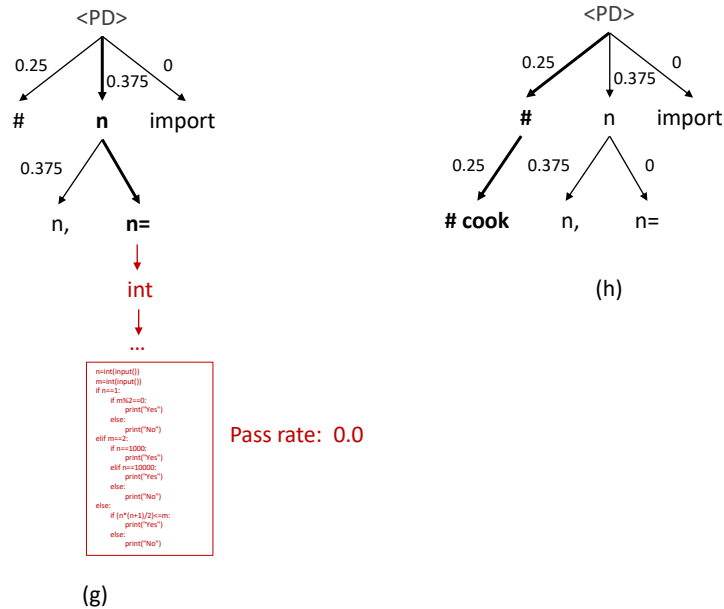 <PD>
0.25
0.375
0
#
n
import
0.375
n,
n=
int
...
n=int(input())
m=int(input())
if n==1:
if m%2==0:
print("Yes")
else:
print("No")
elif m==2:
if n==1000:
print("Yes")
elif n==10000:
print("Yes")
else:
print("No")
else:
if (n*(n+1)/2)<=m:
print("Yes")
else:
print("No")
Pass rate: 0.0
(g)
<PD>
0.25
0.375
0
#
n
import
0.25
0.375
0
# cook
n,
n=
(h)